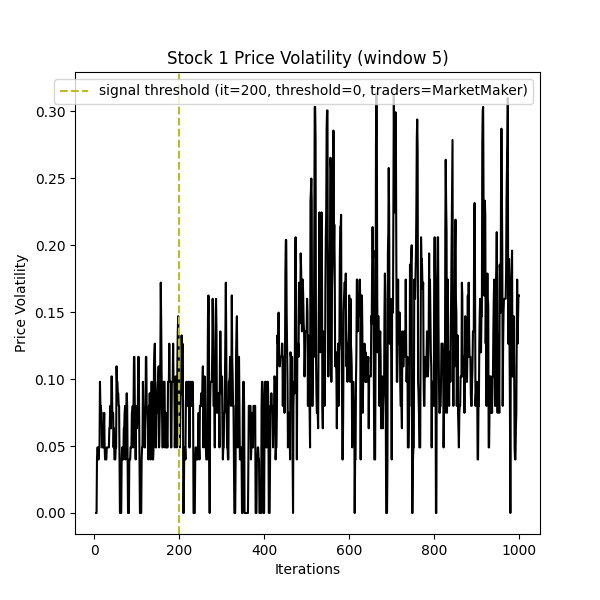 Stock 1 Price Volatility (window 5)
signal threshold (it=200, threshold=0, traders=MarketMaker)
Price Volatility
0.30
0.25
0.20
0.15
0.10
0.05
0.00
0 200 400 600 800 1000
Iterations